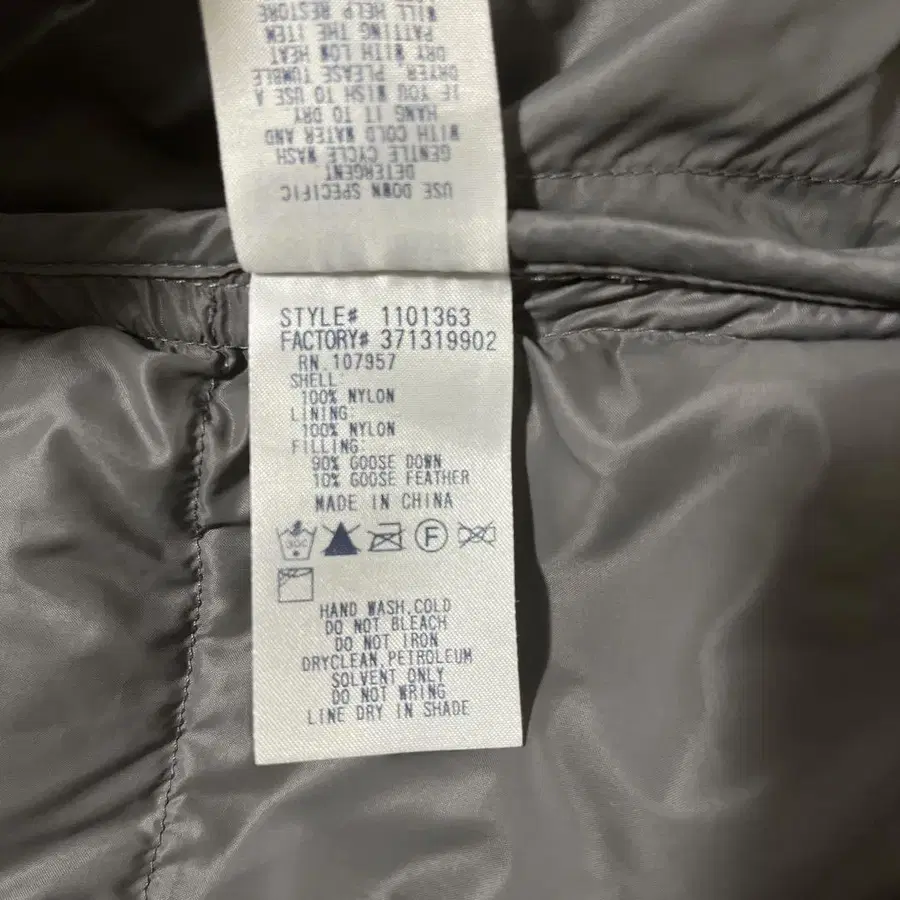 USE DOWN SPECIFIC
DETERGENT
GENTLE CYCLE WASH
WITH COLD WATER AND
HANG IT TO DRY
IF YOU WISH TO USE A
DRYER, PLEASE TUMBLE
DRY WITH LOW HEAT
PATTING THE ITEM
WILL HELP RESTORE
STYLE# 1101363
FACTORY# 371319902
RN.107957
SHELL:
100% NYLON
LINING:
100% NYLON
FILLING:
90% GOOSE DOWN
10% GOOSE FEATHER
MADE IN CHINA
30C
F
HAND WASH,COLD
DO NOT BLEACH
DO NOT IRON
DRYCLEAN,PETROLEUM
SOLVENT ONLY
DO NOT WRING
LINE DRY IN SHADE